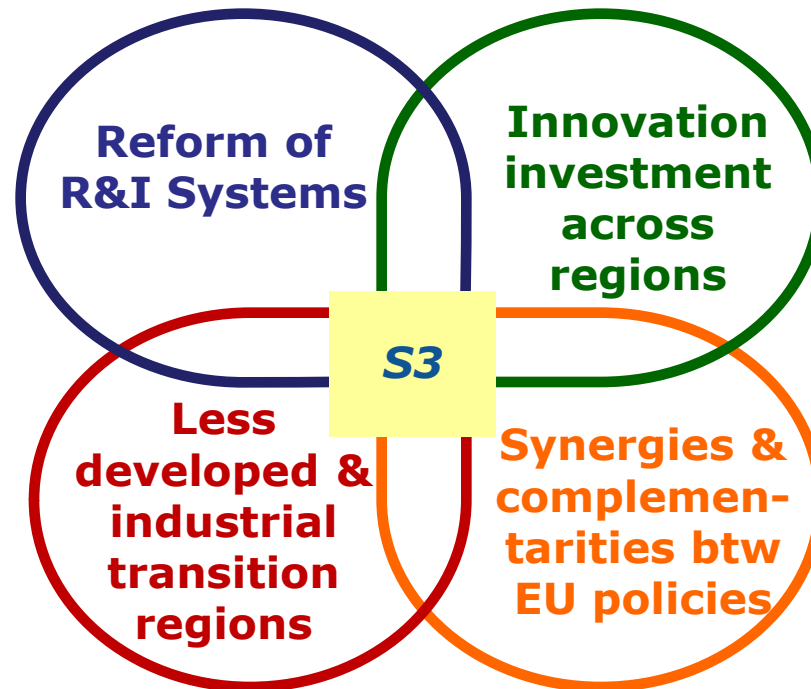 Reform of
R&I Systems
Innovation
investment
across
regions
S3
Less
developed &
industrial
transition
regions
Synergies &
complemen-
tarities btw
EU policies